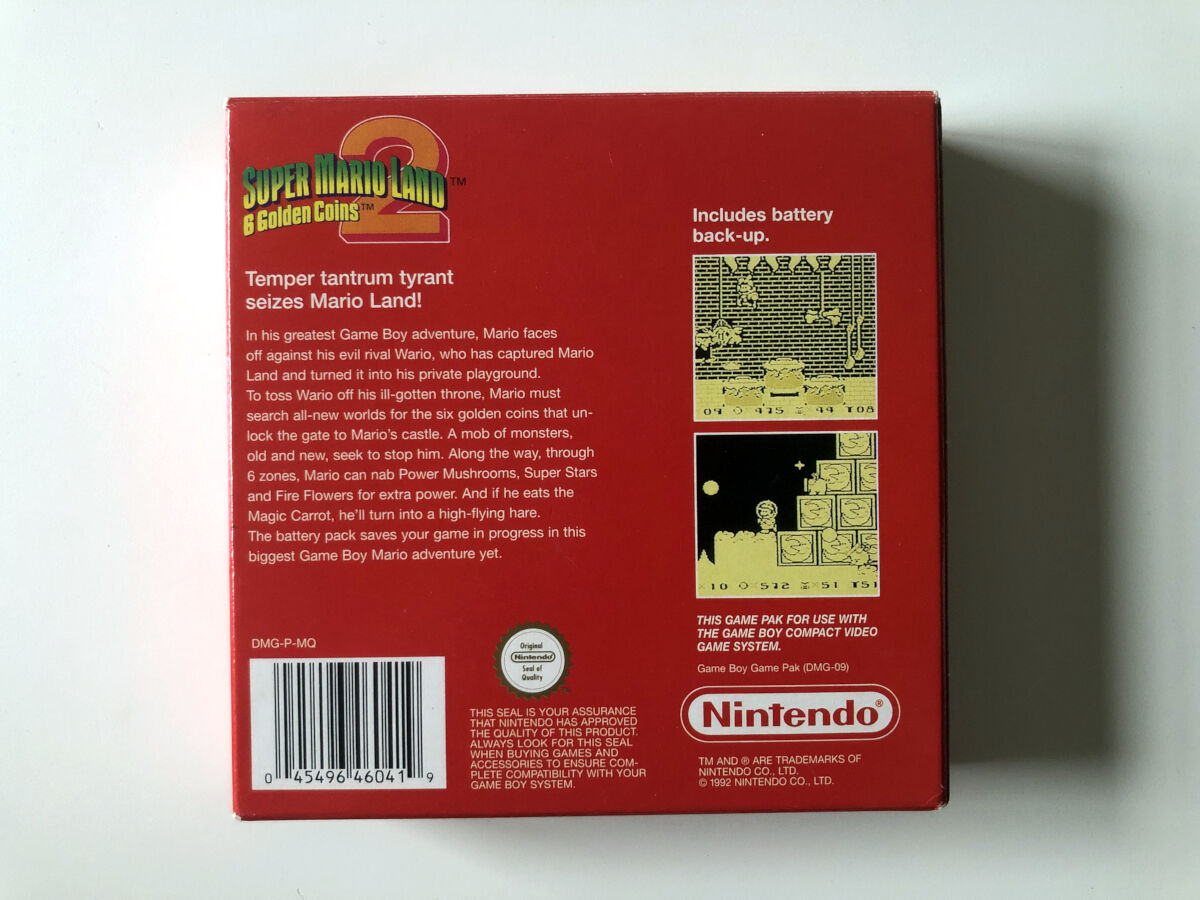 2
SUPER MARIO LAND™
6 Golden Coins™
Temper tantrum tyrant
seizes Mario Land!
In his greatest Game Boy adventure, Mario faces
off against his evil rival Wario, who has captured Mario
Land and turned it into his private playground.
To toss Wario off his ill-gotten throne, Mario must
search all-new worlds for the six golden coins that un-
lock the gate to Mario's castle. A mob of monsters,
old and new, seek to stop him. Along the way, through
6 zones, Mario can nab Power Mushrooms, Super Stars
and Fire Flowers for extra power. And if he eats the
Magic Carrot, he'll turn into a high-flying hare.
The battery pack saves your game in progress in this
biggest Game Boy Mario adventure yet.
DMG-P-MQ
0 45496 46041 9
Original
Nintendo
Seal of
Quality
TM
THIS SEAL IS YOUR ASSURANCE
THAT NINTENDO HAS APPROVED
THE QUALITY OF THIS PRODUCT.
ALWAYS LOOK FOR THIS SEAL
WHEN BUYING GAMES AND
ACCESSORIES TO ENSURE COM-
PLETE COMPATIBILITY WITH YOUR
GAME BOY SYSTEM.
Includes battery
back-up.
09 475 44 T08
×10 572 51 T51
THIS GAME PAK FOR USE WITH
THE GAME BOY COMPACT VIDEO
GAME SYSTEM.
Game Boy Game Pak (DMG-09)
Nintendo®
TM AND ® ARE TRADEMARKS OF
NINTENDO CO., LTD.
© 1992 NINTENDO CO., LTD.